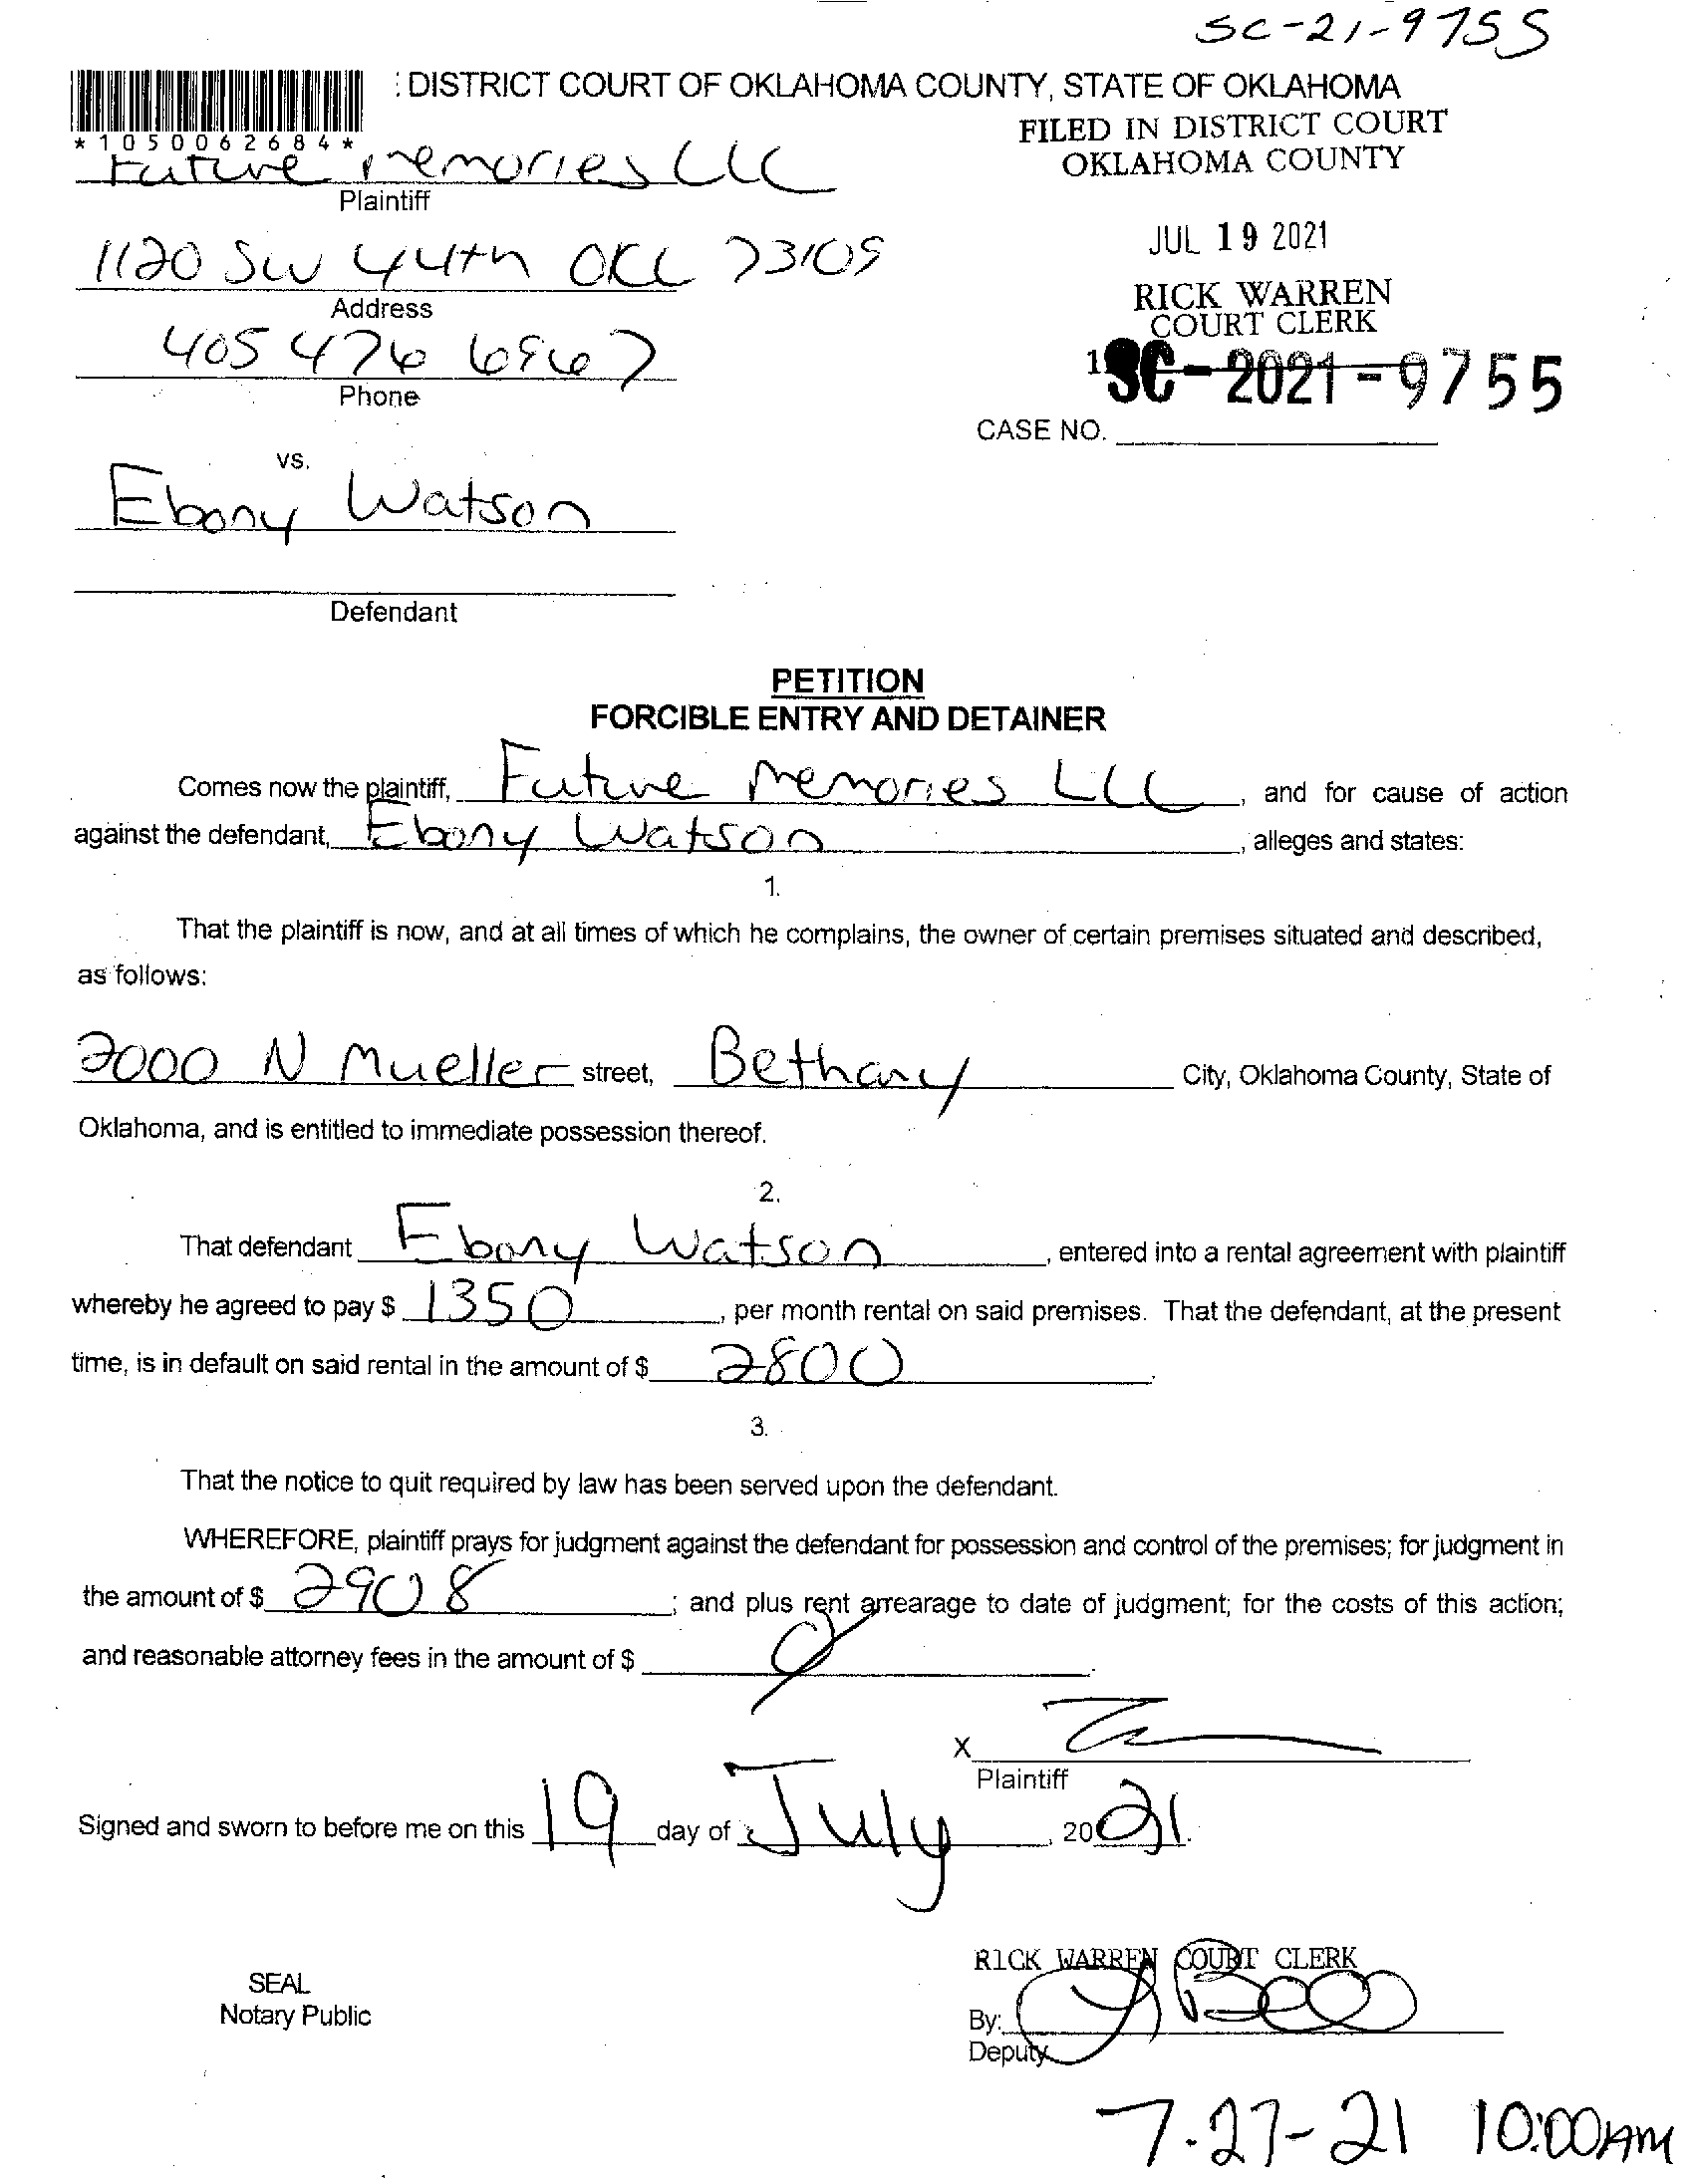 SC-21-9755
: DISTRICT COURT OF OKLAHOMA COUNTY, STATE OF OKLAHOMA
FILED IN DISTRICT COURT
OKLAHOMA COUNTY
*1050062684*
Future Memories LLC
Plaintiff
JUL 19 2021
1120 SW 44th OKC 73109
Address
RICK WARREN
COURT CLERK
405 476 6967
Phone
SC-2021-9755
CASE NO.
vs.
Ebony Watson
Defendant
PETITION
FORCIBLE ENTRY AND DETAINER
Comes now the plaintiff, Future Memories LLC, and for cause of action
against the defendant, Ebony Watson, alleges and states:
1.
That the plaintiff is now, and at all times of which he complains, the owner of certain premises situated and described,
as follows:
2000 N Mueller street, Bethany City, Oklahoma County, State of
Oklahoma, and is entitled to immediate possession thereof.
2.
That defendant Ebony Watson, entered into a rental agreement with plaintiff
whereby he agreed to pay $ 1350, per month rental on said premises. That the defendant, at the present
time, is in default on said rental in the amount of $ 2800.
3.
That the notice to quit required by law has been served upon the defendant.
WHEREFORE, plaintiff prays for judgment against the defendant for possession and control of the premises; for judgment in
the amount of $ 2908; and plus rent arrearage to date of judgment; for the costs of this action;
and reasonable attorney fees in the amount of $ 0.
X
Plaintiff
Signed and sworn to before me on this 19 day of July, 2021.
RICK WARREN COURT CLERK
SEAL
Notary Public
By:
Deputy
7-27-21 10:00AM